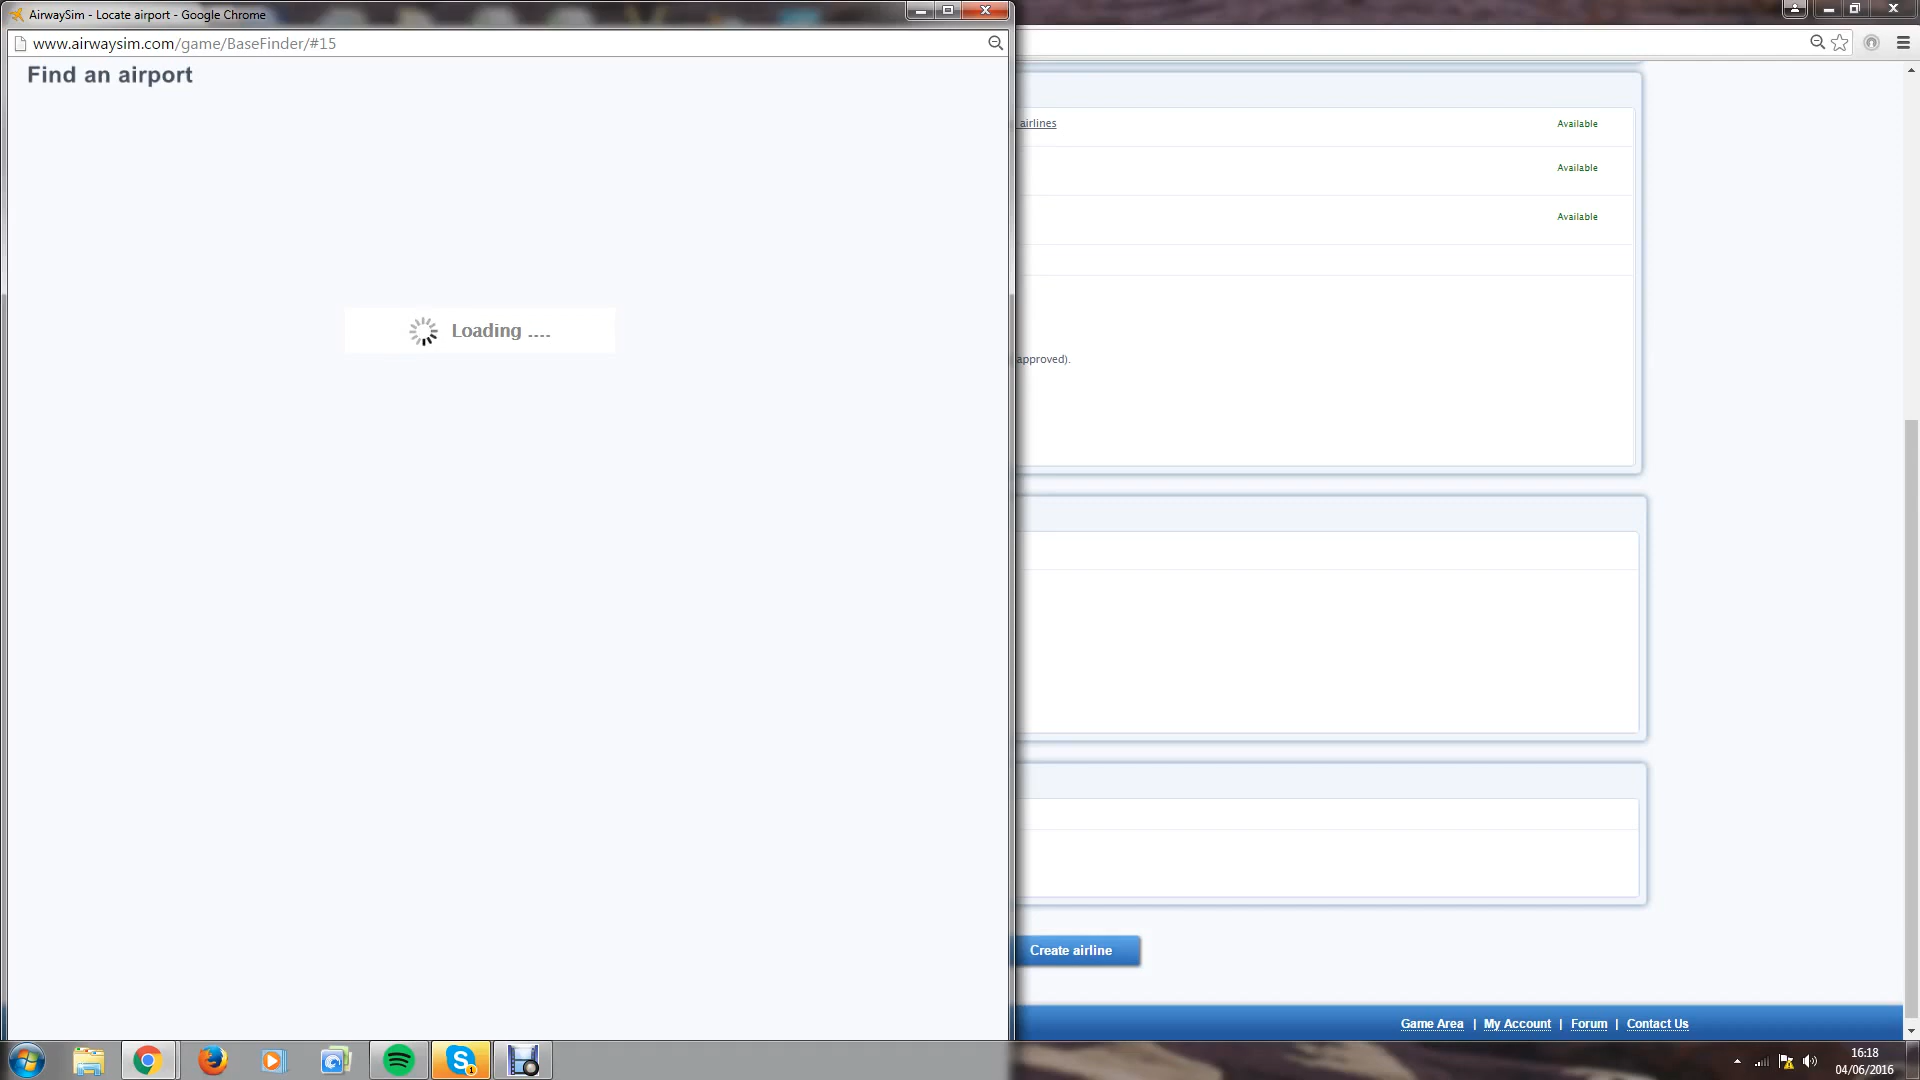 AirwaySim - Locate airport - Google Chrome
www.airwaysim.com/game/BaseFinder/#15
Find an airport
Loading ....
airlines
Available
Available
Available
approved).
Create airline
Game Area | My Account | Forum | Contact Us
1
16:18
04/06/2016